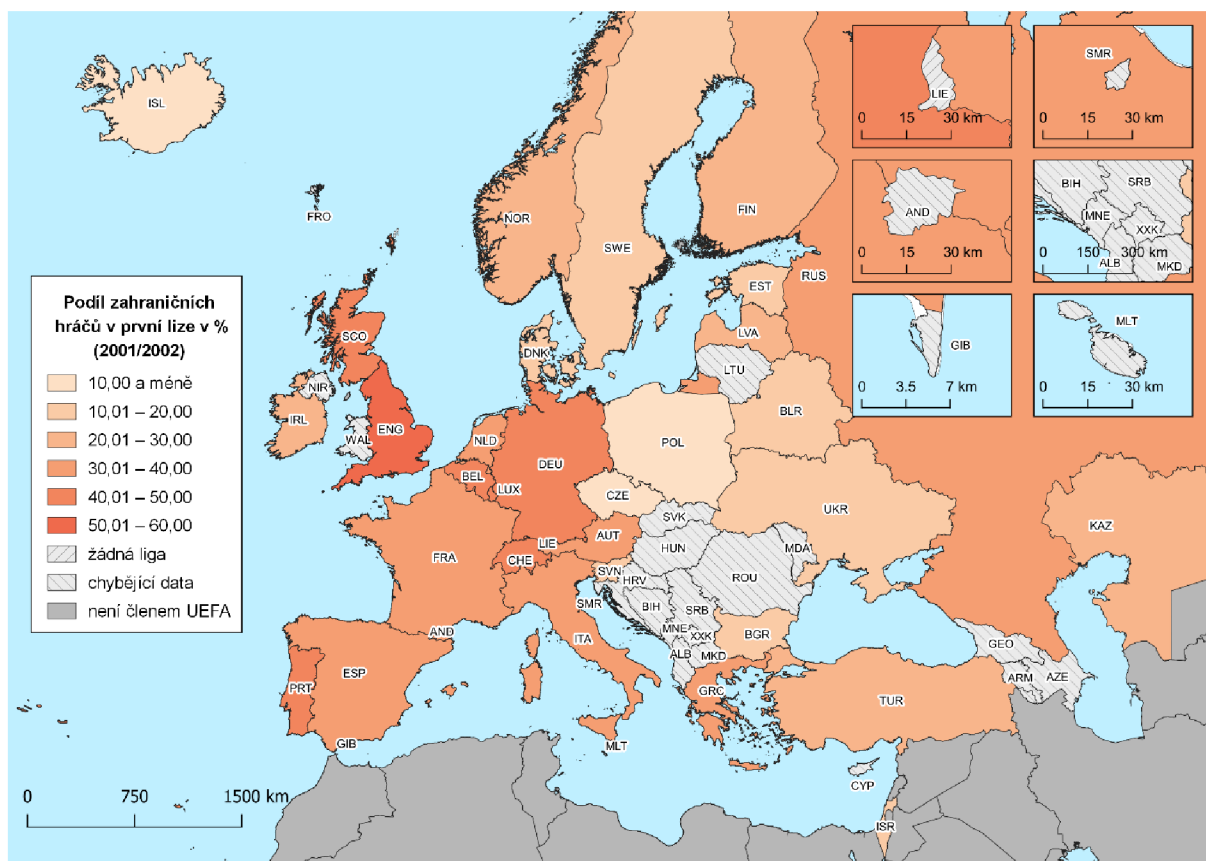 ISL
FRO
NOR
SWE
FIN
RUS
EST
LVA
LTU
DNK
BLR
SCO
NIR
IRL
WAL
ENG
NLD
BEL
LUX
DEU
POL
CZE
SVK
UKR
KAZ
FRA
CHE
LIE
AUT
HUN
MDA
ROU
SVN
HRV
BIH
SRB
SMR
MNE
XXK
BGR
ITA
ALB
MKD
AND
PRT
ESP
GIB
GRC
TUR
GEO
ARM
AZE
MLT
CYP
ISR
Podíl zahraničních
hráčů v první lize v %
(2001/2002)
10,00 a méně
10,01 – 20,00
20,01 – 30,00
30,01 – 40,00
40,01 – 50,00
50,01 – 60,00
žádná liga
chybějící data
není členem UEFA
0 750 1500 km
LIE
0 15 30 km
SMR
0 15 30 km
AND
0 15 30 km
BIH
SRB
MNE
XXK
0 150 300 km
ALB
MKD
GIB
0 3.5 7 km
MLT
0 15 30 km